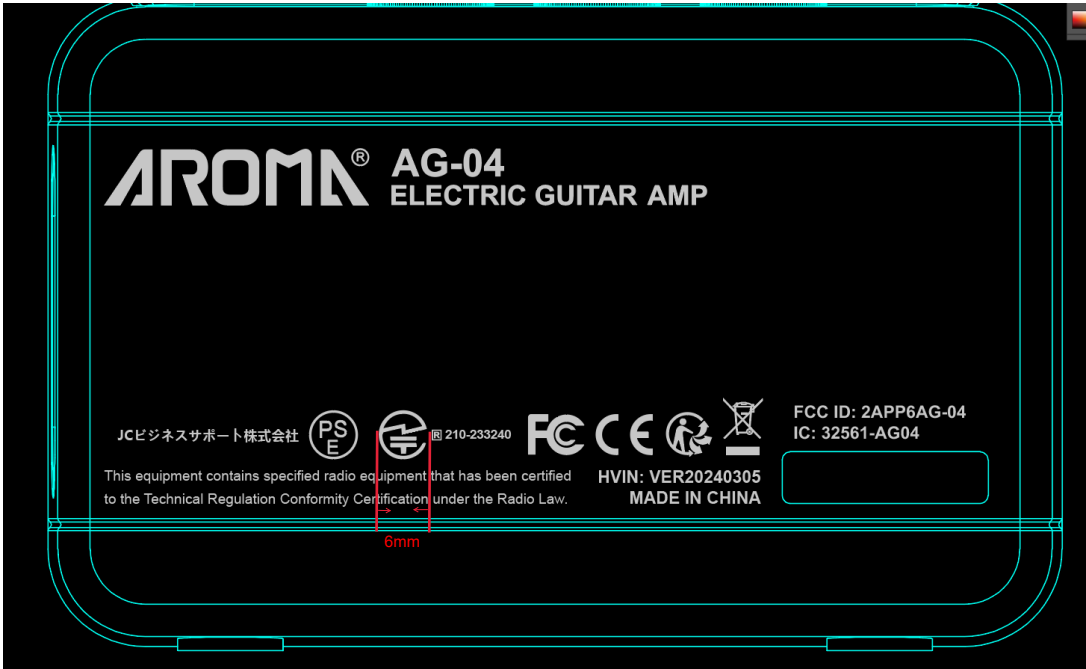 AROMA® AG-04
ELECTRIC GUITAR AMP
JCビジネスサポート株式会社 PSE R 210-233240 FC CE
FCC ID: 2APP6AG-04
IC: 32561-AG04
This equipment contains specified radio equipment that has been certified
to the Technical Regulation Conformity Certification under the Radio Law.
HVIN: VER20240305
MADE IN CHINA
6mm